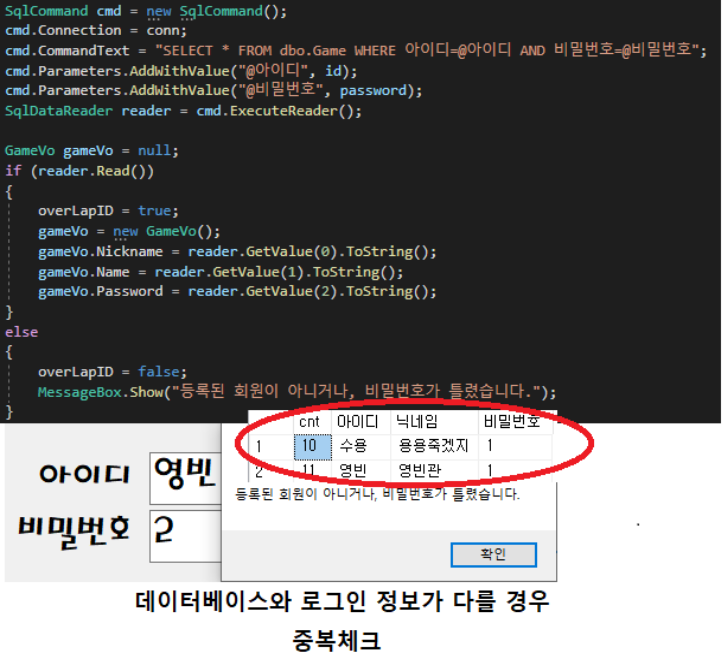 SqlCommand cmd = new SqlCommand();
cmd.Connection = conn;
cmd.CommandText = "SELECT * FROM dbo.Game WHERE 아이디=@아이디 AND 비밀번호=@비밀번호";
cmd.Parameters.AddWithValue("@아이디", id);
cmd.Parameters.AddWithValue("@비밀번호", password);
SqlDataReader reader = cmd.ExecuteReader();
GameVo gameVo = null;
if (reader.Read())
{
overLapID = true;
gameVo = new GameVo();
gameVo.Nickname = reader.GetValue(0).ToString();
gameVo.Name = reader.GetValue(1).ToString();
gameVo.Password = reader.GetValue(2).ToString();
}
else
{
overLapID = false;
MessageBox.Show("등록된 회원이 아니거나, 비밀번호가 틀렸습니다.");
}
cnt 아이디 닉네임 비밀번호
1 10 수용 용용죽겠지 1
2 11 영빈 영빈관 1
등록된 회원이 아니거나, 비밀번호가 틀렸습니다.
확인
아이디 영빈
비밀번호 2
데이터베이스와 로그인 정보가 다를 경우
중복체크